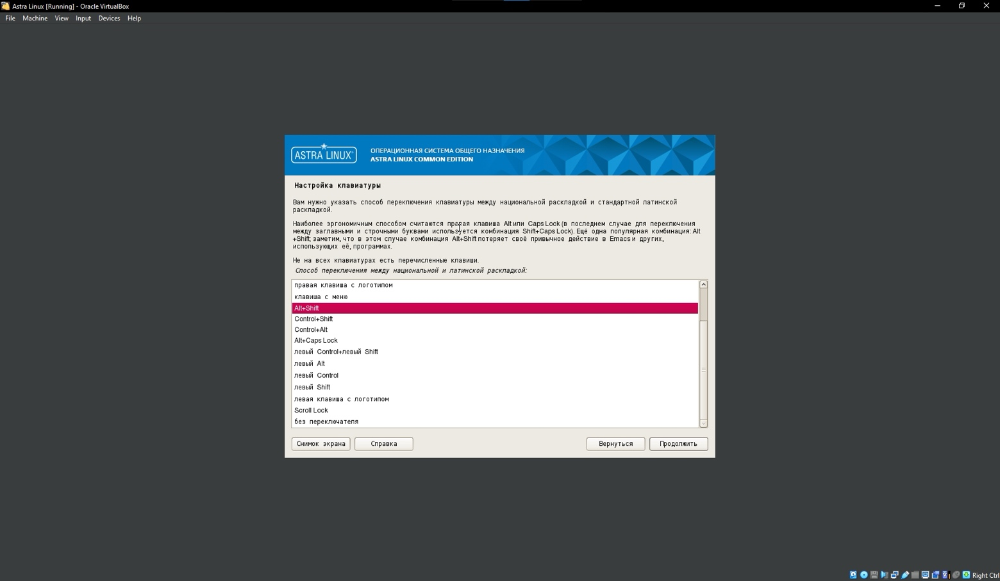 Astra Linux [Running] - Oracle VirtualBox
File Machine View Input Devices Help
ASTRA LINUX®
ОПЕРАЦИОННАЯ СИСТЕМА ОБЩЕГО НАЗНАЧЕНИЯ
ASTRA LINUX COMMON EDITION
Настройка клавиатуры
Вам нужно указать способ переключения клавиатуры между национальной раскладкой и стандартной латинской
раскладкой.
Наиболее эргономичным способом считаются правая клавиша Alt или Caps Lock (в последнем случае для переключения
между заглавными и строчными буквами используется комбинация Shift+Caps Lock). Ещё одна популярная комбинация: Alt
+Shift; заметим, что в этом случае комбинация Alt+Shift потеряет своё привычное действие в Emacs и других,
использующих её, программах.
Не на всех клавиатурах есть перечисленные клавиши.
Способ переключения между национальной и латинской раскладкой:
правая клавиша с логотипом
клавиша с меню
Alt+Shift
Control+Shift
Control+Alt
Alt+Caps Lock
левый Control+левый Shift
левый Alt
левый Control
левый Shift
левая клавиша с логотипом
Scroll Lock
без переключателя
Снимок экрана Справка Вернуться Продолжить
Right Ctrl